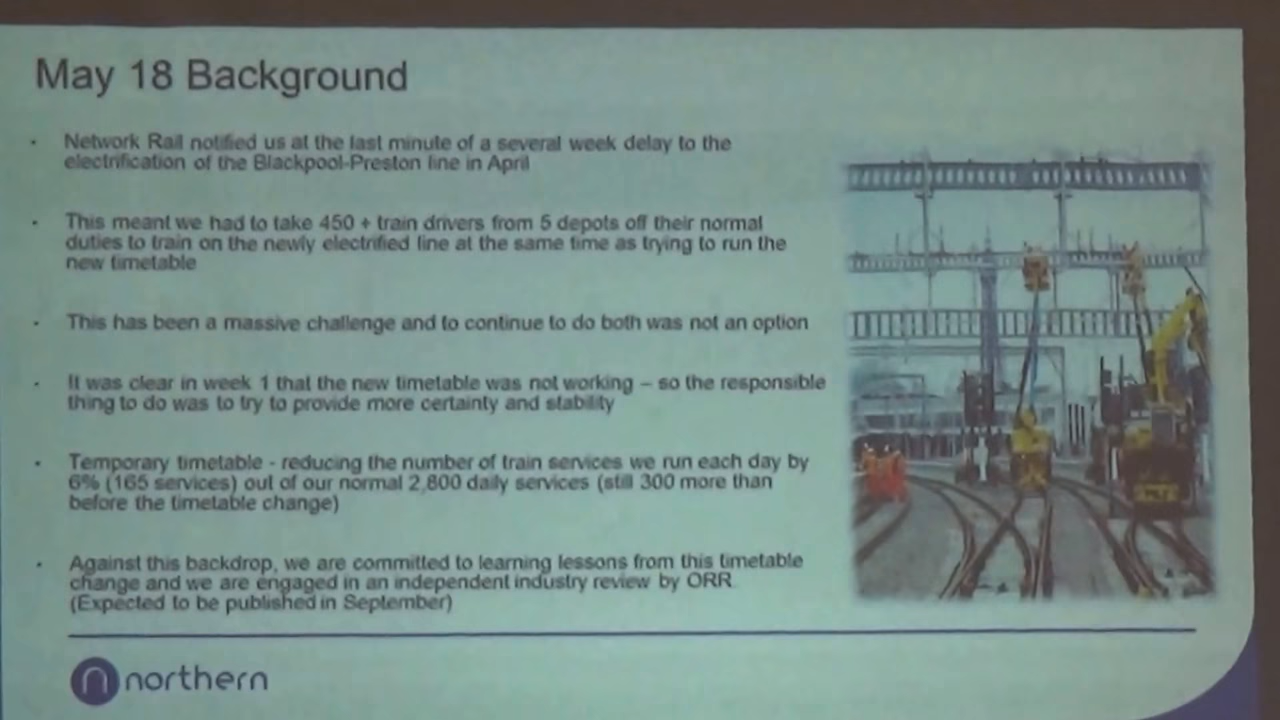 May 18 Background
· Network Rail notified us at the last minute of a several week delay to the
electrification of the Blackpool-Preston line in April
· This meant we had to take 450 + train drivers from 5 depots off their normal
duties to train on the newly electrified line at the same time as trying to run the
new timetable
· This has been a massive challenge and to continue to do both was not an option
· It was clear in week 1 that the new timetable was not working – so the responsible
thing to do was to try to provide more certainty and stability
· Temporary timetable - reducing the number of train services we run each day by
6% (165 services) out of our normal 2,800 daily services (still 300 more than
before the timetable change)
· Against this backdrop, we are committed to learning lessons from this timetable
change and we are engaged in an independent industry review by ORR
(Expected to be published in September)
northern